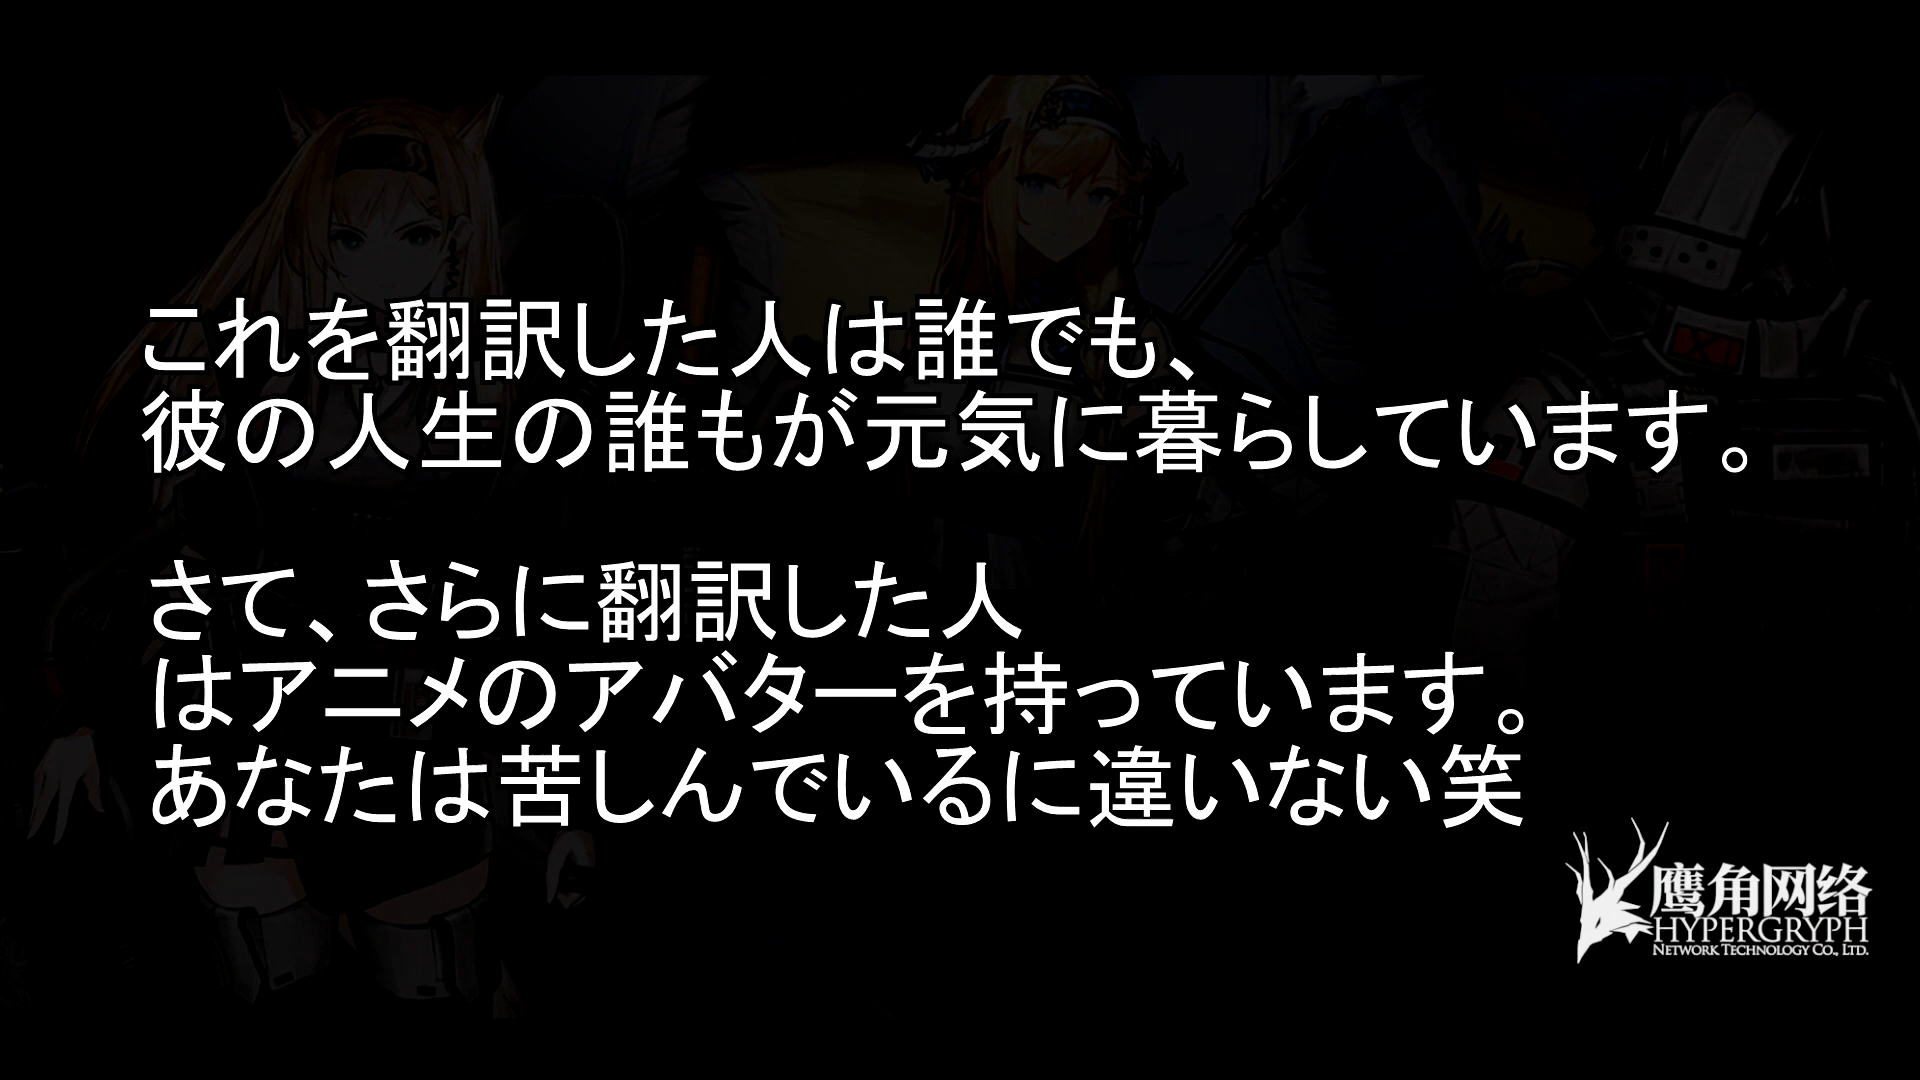 これを翻訳した人は誰でも、
彼の人生の誰もが元気に暮らしています。
さて、さらに翻訳した人
はアニメのアバターを持っています。
あなたは苦しんでいるに違いない笑
鹰角网络
HYPERGRYPH
NETWORK TECHNOLOGY CO., LTD.